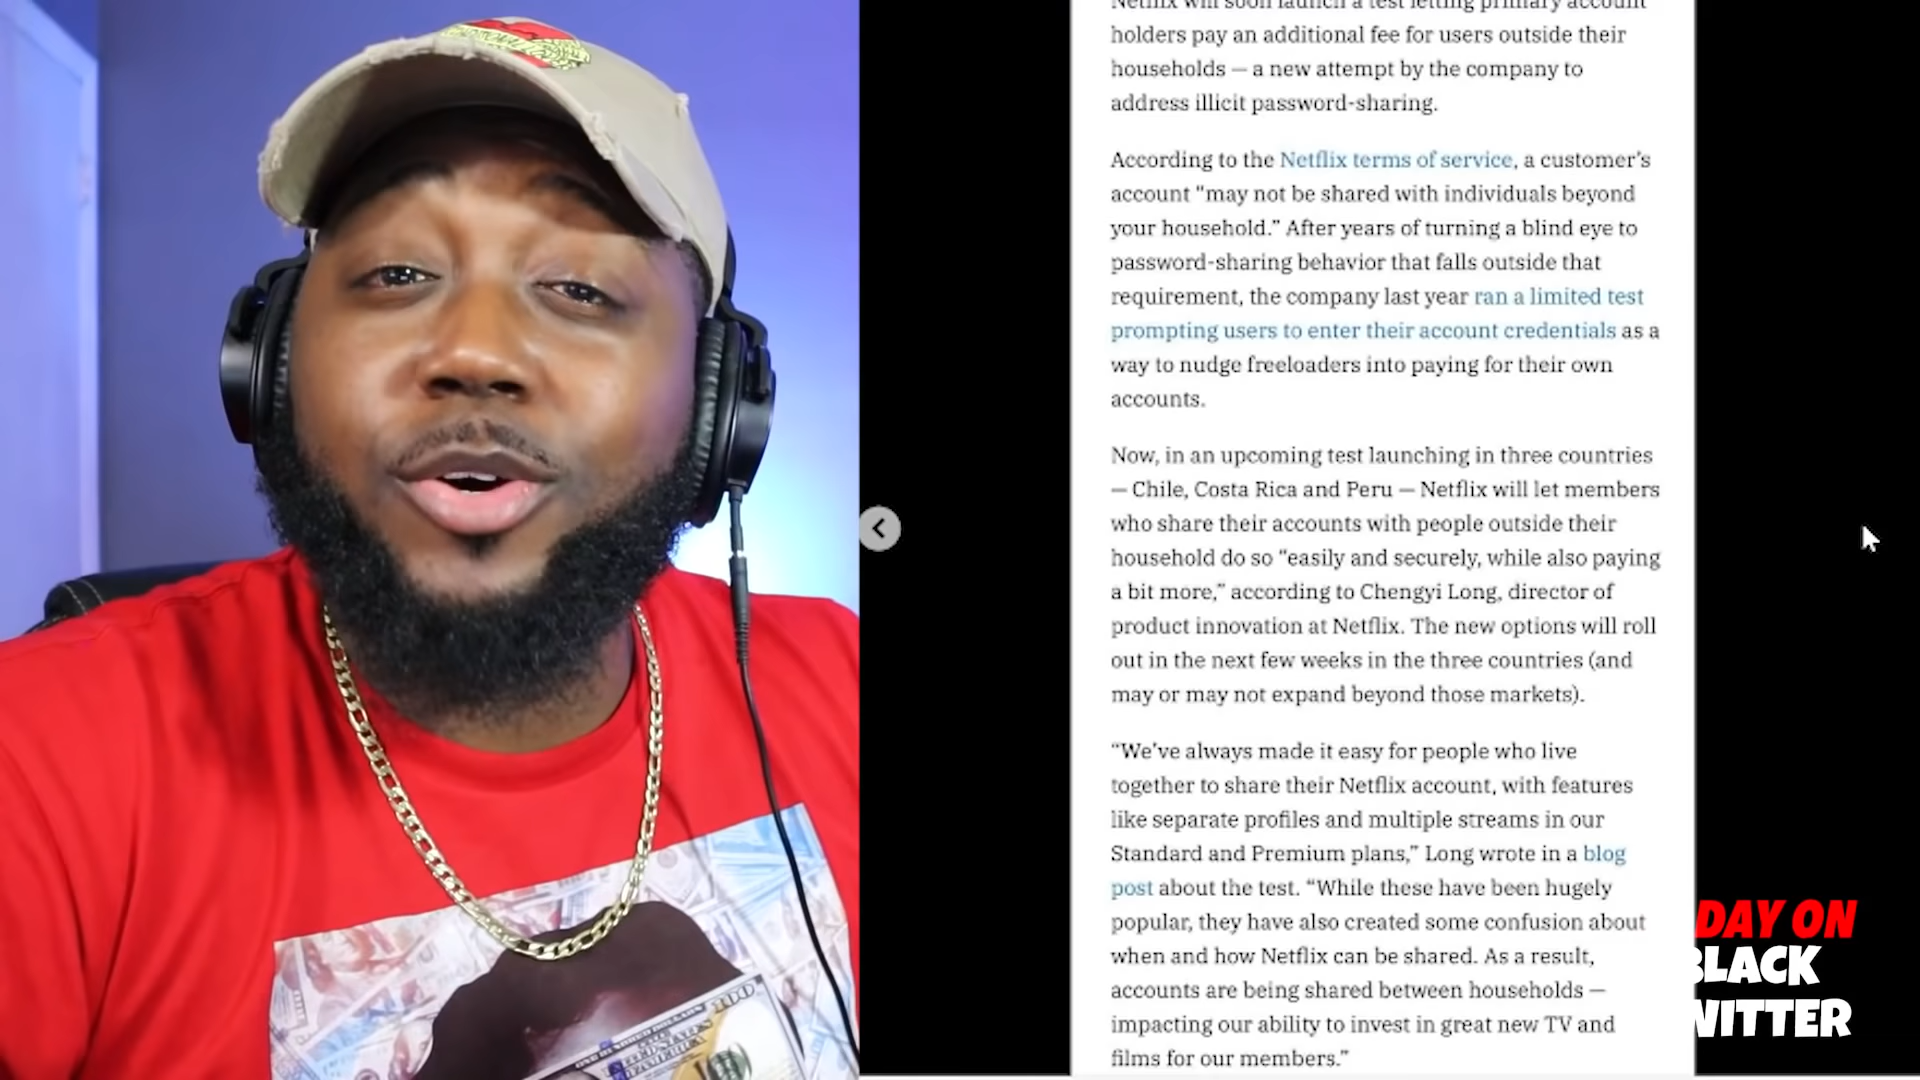 Netflix will soon launch a test letting primary account
holders pay an additional fee for users outside their
households — a new attempt by the company to
address illicit password-sharing.
According to the Netflix terms of service, a customer’s
account “may not be shared with individuals beyond
your household.” After years of turning a blind eye to
password-sharing behavior that falls outside that
requirement, the company last year ran a limited test
prompting users to enter their account credentials as a
way to nudge freeloaders into paying for their own
accounts.
Now, in an upcoming test launching in three countries
— Chile, Costa Rica and Peru — Netflix will let members
who share their accounts with people outside their
household do so “easily and securely, while also paying
a bit more,” according to Chengyi Long, director of
product innovation at Netflix. The new options will roll
out in the next few weeks in the three countries (and
may or may not expand beyond those markets).
“We’ve always made it easy for people who live
together to share their Netflix account, with features
like separate profiles and multiple streams in our
Standard and Premium plans,” Long wrote in a blog
post about the test. “While these have been hugely
popular, they have also created some confusion about
when and how Netflix can be shared. As a result,
accounts are being shared between households —
impacting our ability to invest in great new TV and
films for our members.”
DAY ON
BLACK
WITTER
100